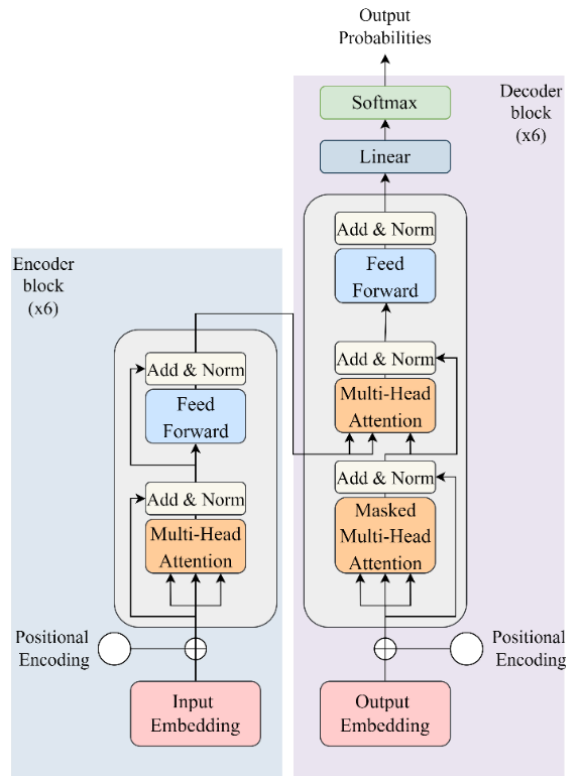 Output
Probabilities
Decoder
block
(x6)
Softmax
Linear
Add & Norm
Feed
Forward
Add & Norm
Multi-Head
Attention
Add & Norm
Masked
Multi-Head
Attention
Positional
Encoding
Output
Embedding
Encoder
block
(x6)
Add & Norm
Feed
Forward
Add & Norm
Multi-Head
Attention
Positional
Encoding
Input
Embedding